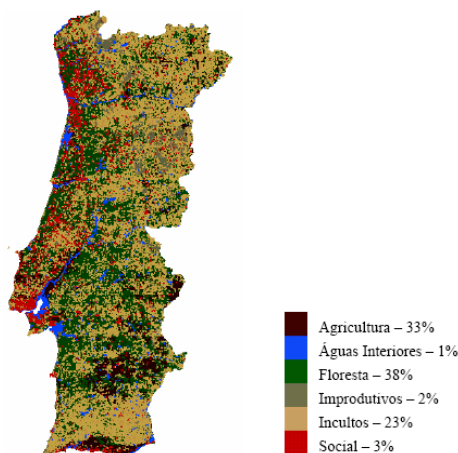 Agricultura – 33%
Águas Interiores – 1%
Floresta – 38%
Improdutivos – 2%
Incultos – 23%
Social – 3%